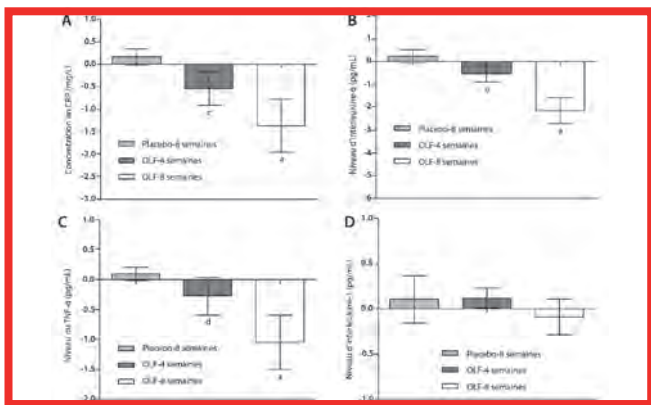 A
1.0
0.5
0.0
-0.5
-1.0
-1.5
-2.0
-2.5
-3.0
Concentration en CRP (mg/L)
c
a
Placebo-8 semaines
OLF-4 semaines
OLF-8 semaines
B
2
1
0
-1
-2
-3
-4
-5
Niveau d'interleukine-6 (pg/mL)
a
Placebo-8 semaines
OLF-4 semaines
OLF-8 semaines
C
1.0
0.5
0.0
-0.5
-1.0
-1.5
-2.0
Niveau du TNF-α (pg/mL)
d
a
Placebo-8 semaines
OLF-4 semaines
OLF-8 semaines
D
1.0
0.5
0.0
-0.5
-1.0
Placebo-8 semaines
OLF-4 semaines
OLF-8 semaines